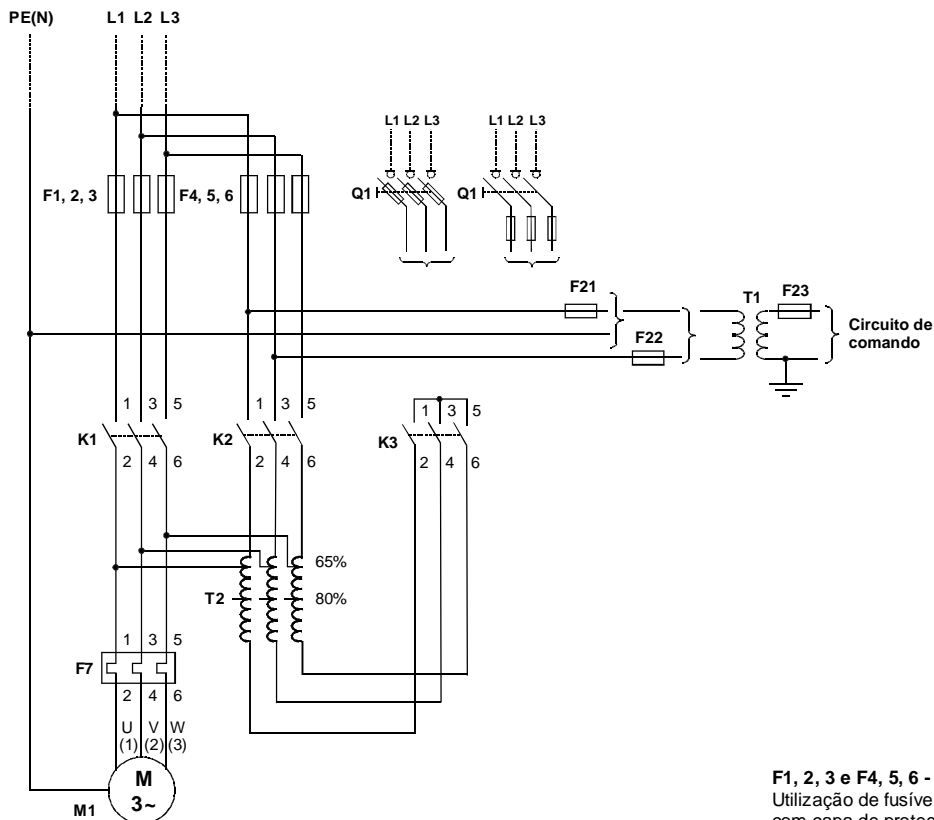 PE(N) L1 L2 L3
L1 L2 L3 L1 L2 L3
F1, 2, 3 F4, 5, 6 Q1 Q1
F21 T1 F23
F22
Circuito de
comando
1 3 5 1 3 5 1 3 5
K1 K2 K3
2 4 6 2 4 6 2 4 6
65%
T2 80%
1 3 5
F7
2 4 6
U V W
(1) (2) (3)
M
3~
M1
F1, 2, 3 e F4, 5, 6 -
Utilização de fusíve